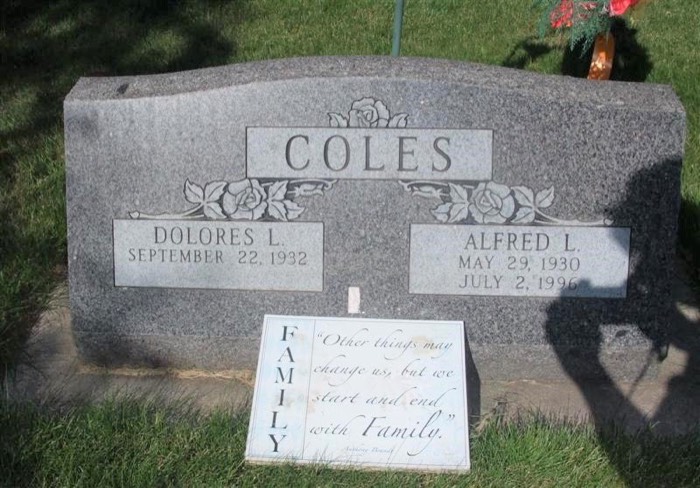 COLES
DOLORES L.
SEPTEMBER 22, 1932
ALFRED L.
MAY 29, 1930
JULY 2, 1996
FAMILY
"Other things may
change us, but we
start and end
with Family."